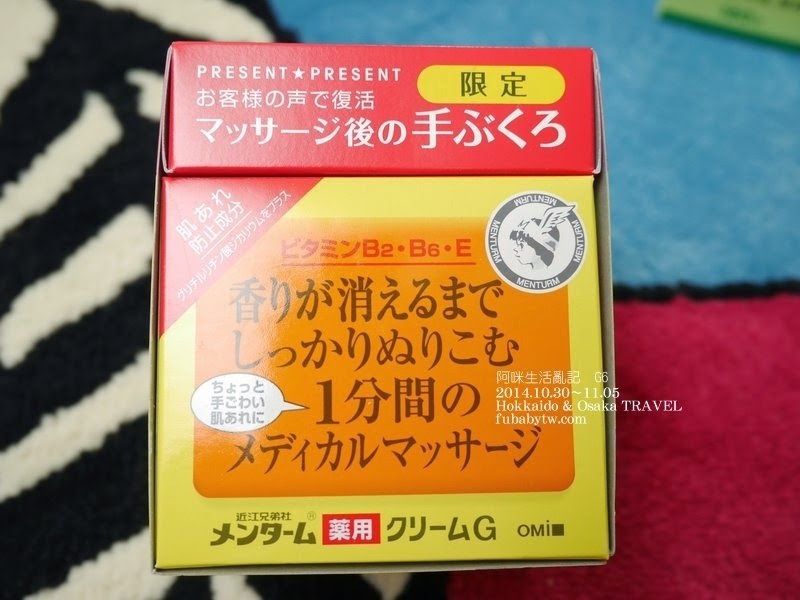 PRESENT★PRESENT
お客様の声で復活
限定
マッサージ後の手ぶくろ
肌あれ
防止成分
グリチルリチン酸ジカリウムをプラス
MENTURM
MENTURM
MENTURM
MENTURM
ビタミンB2・B6・E
香りが消えるまで
しっかりぬりこむ
ちょっと
手ごわい
肌あれに
1分間の
メディカルマッサージ
阿咪生活亂記 G6
2014.10.30~11.05
Hokkaido & Osaka TRAVEL
fubabytw.com
近江兄弟社
メンターム®薬用クリームG OMi